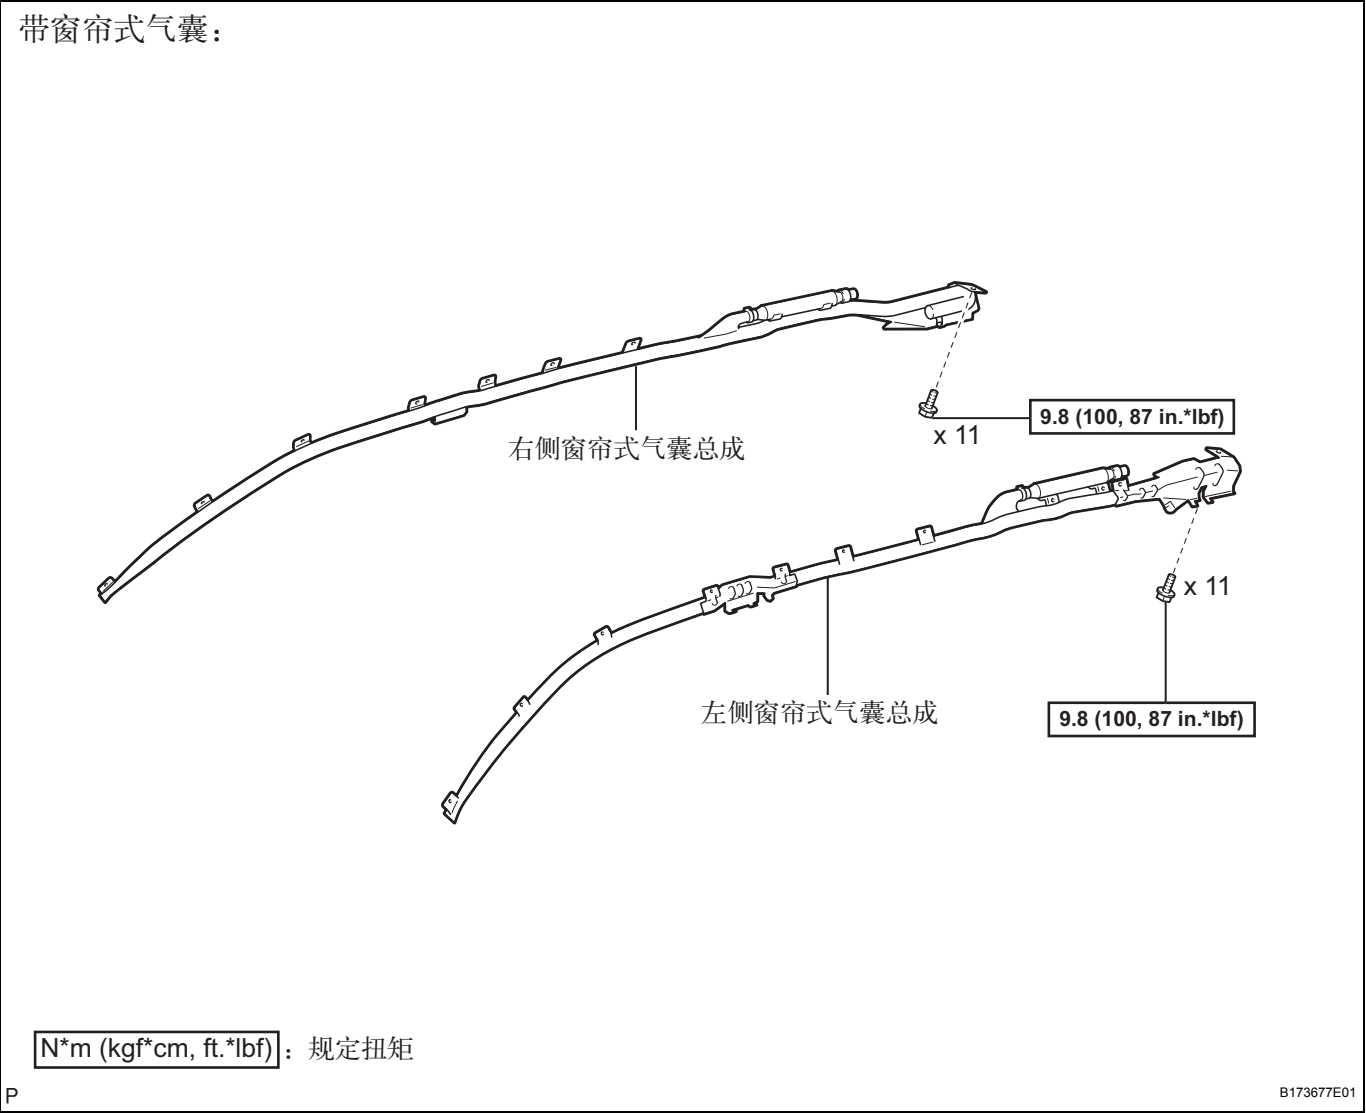 带窗帘式气囊：
9.8 (100, 87 in.*lbf)
x 11
右侧窗帘式气囊总成
x 11
左侧窗帘式气囊总成
9.8 (100, 87 in.*lbf)
N*m (kgf*cm, ft.*lbf) ：规定扭矩
P
B173677E01